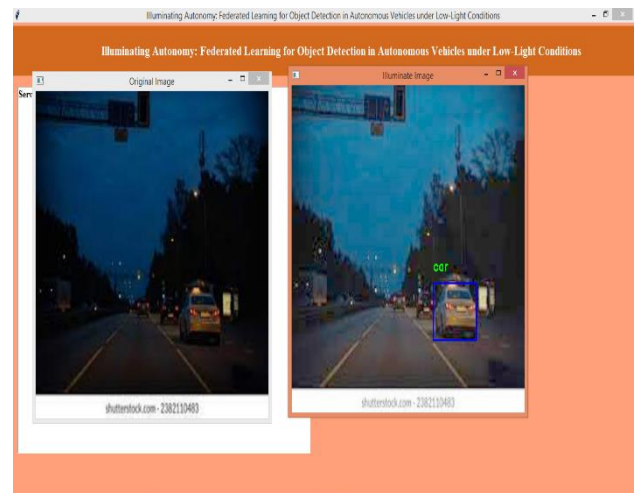 Illuminating Autonomy: Federated Learning for Object Detection in Autonomous Vehicles under Low-Light Conditions
Illuminating Autonomy: Federated Learning for Object Detection in Autonomous Vehicles under Low-Light Conditions
Original Image
Illuminate Image
Serv
car
shutterstock.com · 2382110483
shutterstock.com · 2382110483